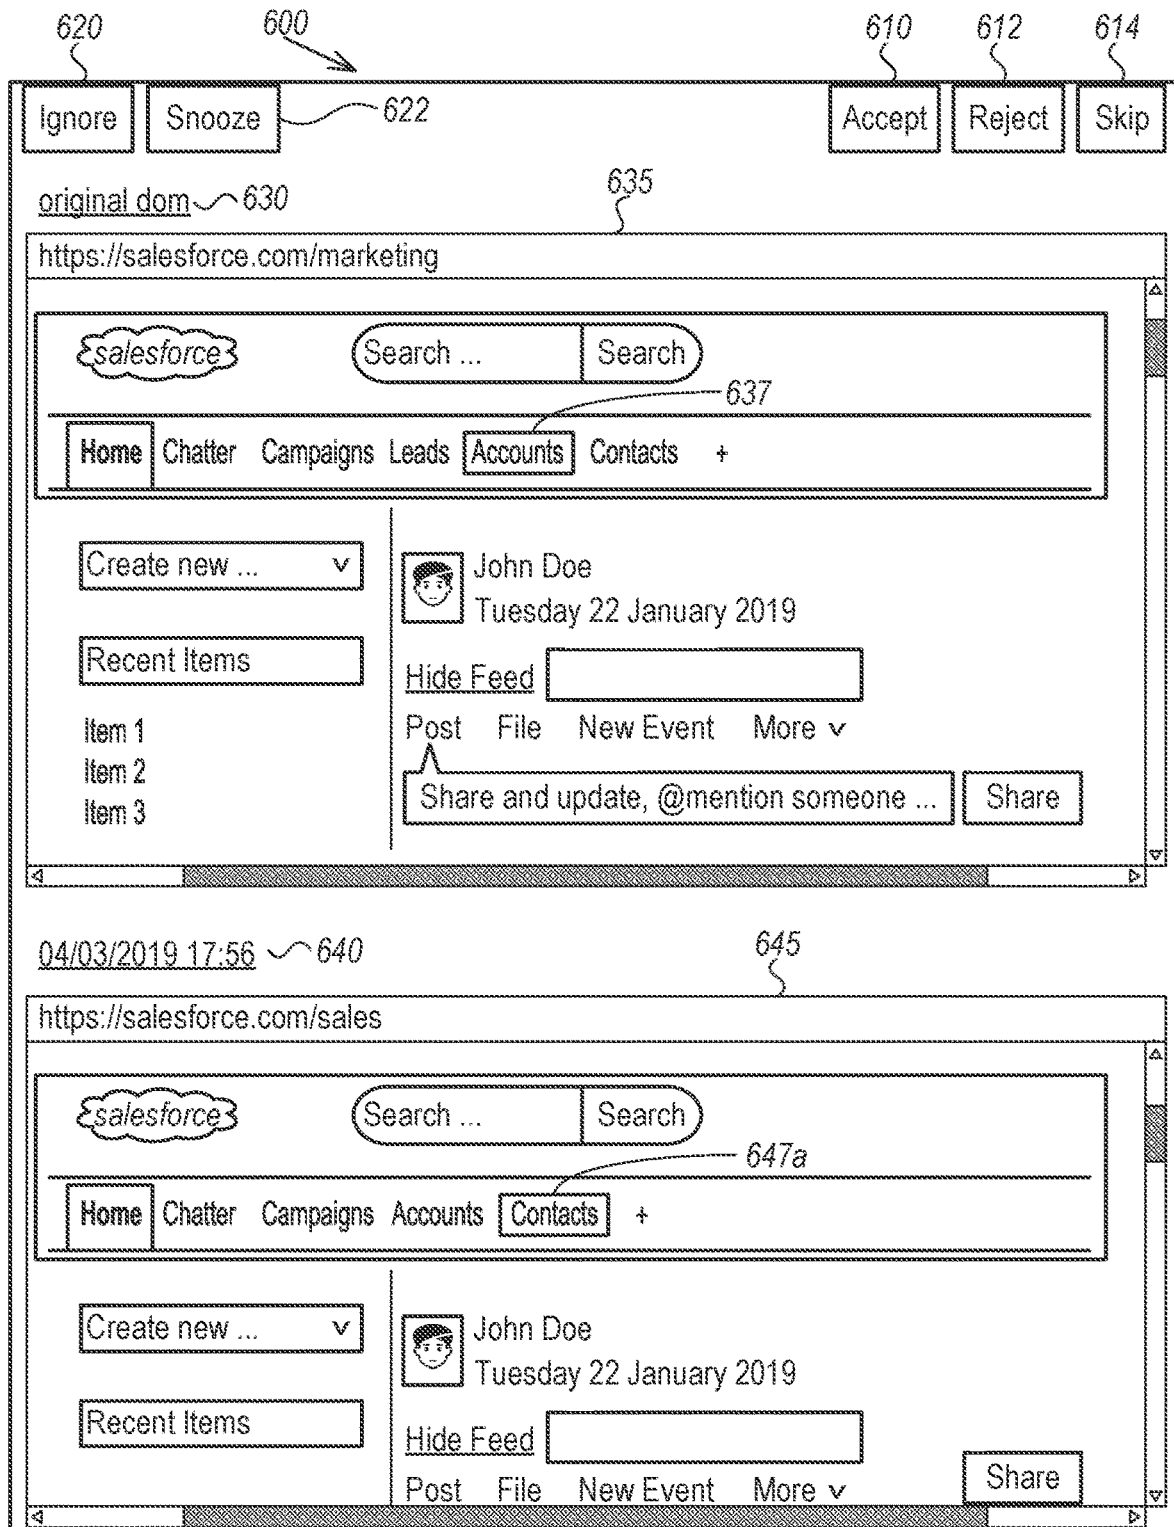 620 600 610 612 614
Ignore Snooze 622 Accept Reject Skip
original dom 630 635
https://salesforce.com/marketing
salesforce Search ... Search
637
Home Chatter Campaigns Leads Accounts Contacts +
Create new ... v John Doe
Tuesday 22 January 2019
Recent Items
Hide Feed
Item 1 Post File New Event More v
Item 2
Item 3 Share and update, @mention someone ... Share
04/03/2019 17:56 640 645
https://salesforce.com/sales
salesforce Search ... Search
647a
Home Chatter Campaigns Accounts Contacts +
Create new ... v John Doe
Tuesday 22 January 2019
Recent Items
Hide Feed
Post File New Event More v Share